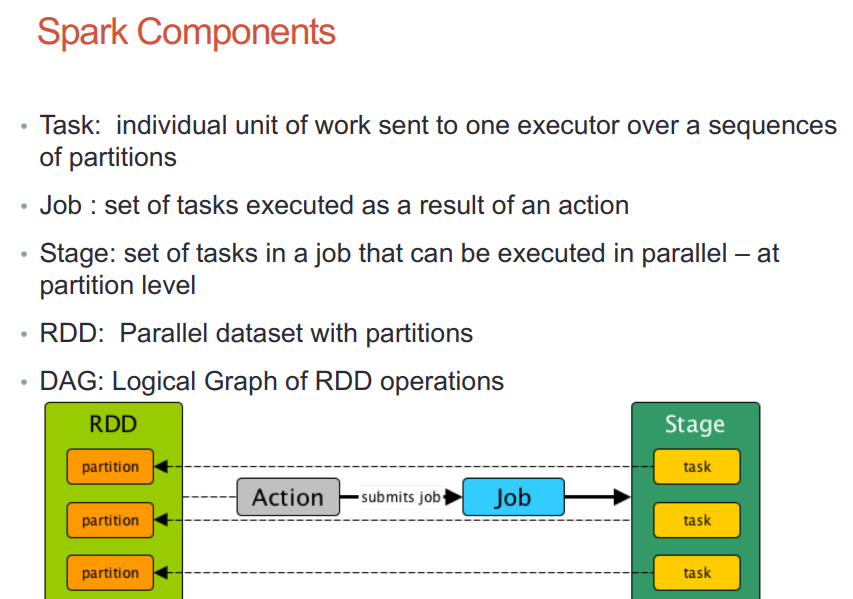 Spark Components
• Task:  individual unit of work sent to one executor over a sequences
of partitions
• Job : set of tasks executed as a result of an action
• Stage: set of tasks in a job that can be executed in parallel – at
partition level
• RDD:  Parallel dataset with partitions
• DAG: Logical Graph of RDD operations
RDD
Stage
partition
task
Action
submits job
Job
partition
task
partition
task